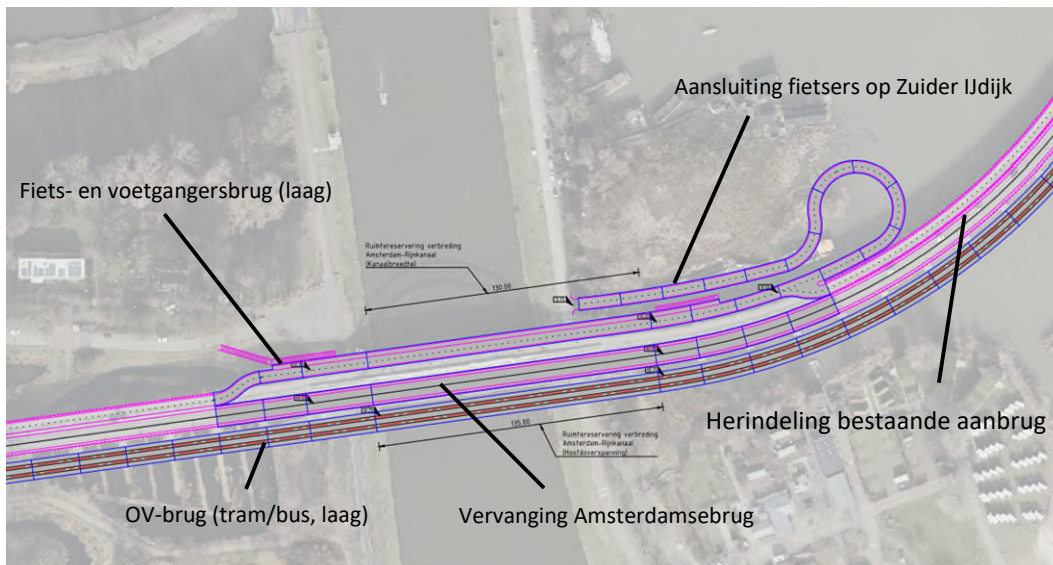 Aansluiting fietsers op Zuider IJdijk
Fiets- en voetgangersbrug (laag)
Ruimtereservering verbreding
Amsterdam-Rijnkanaal
(Kanaalbreedte)
130.00
135.00
Ruimtereservering verbreding
Amsterdam-Rijnkanaal
(Hoofdoverspanning)
Herindeling bestaande aanbrug
OV-brug (tram/bus, laag)
Vervanging Amsterdamsebrug